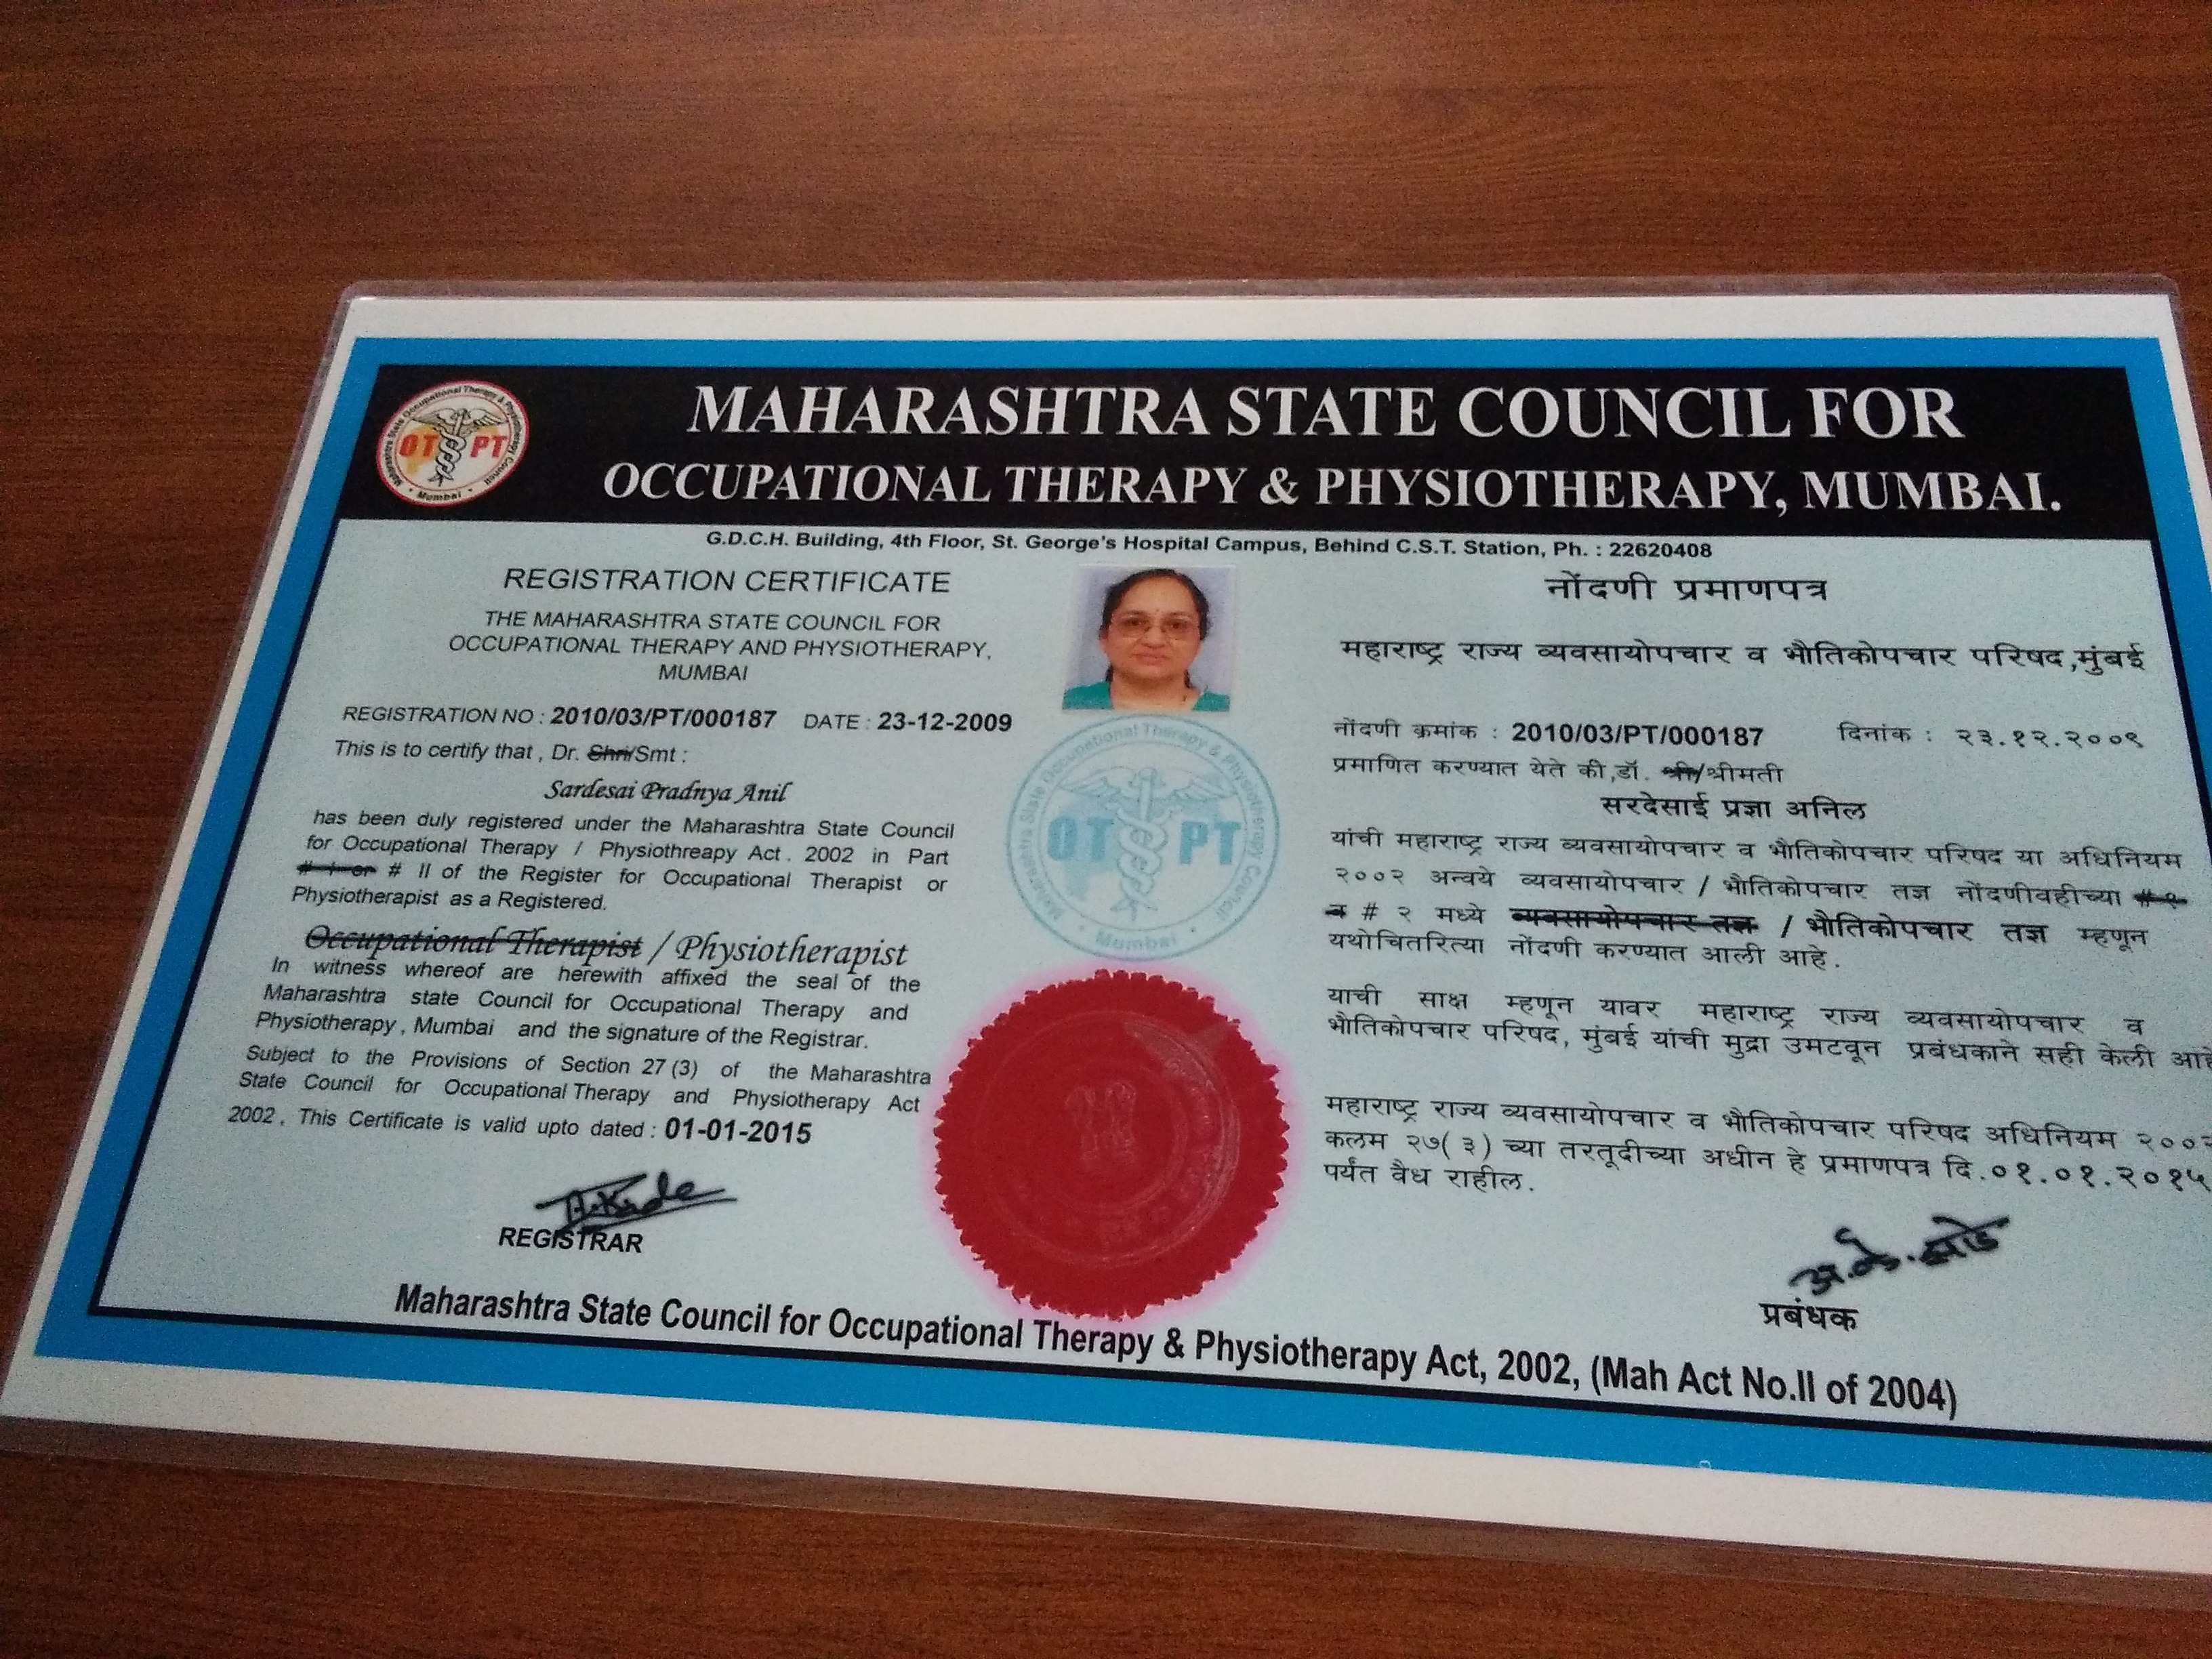 MAHARASHTRA STATE COUNCIL FOR
OCCUPATIONAL THERAPY & PHYSIOTHERAPY, MUMBAI.
Maharashtra State Occupational Therapy & Physiotherapy Council
OT PT
Mumbai
G.D.C.H. Building, 4th Floor, St. George's Hospital Campus, Behind C.S.T. Station, Ph. : 22620408
REGISTRATION CERTIFICATE
THE MAHARASHTRA STATE COUNCIL FOR
OCCUPATIONAL THERAPY AND PHYSIOTHERAPY,
MUMBAI
REGISTRATION NO : 2010/03/PT/000187 DATE : 23-12-2009
This is to certify that , Dr. Shri/Smt :
Sardesai Pradnya Anil
has been duly registered under the Maharashtra State Council
for Occupational Therapy / Physiothreapy Act. 2002 in Part
# I or # II of the Register for Occupational Therapist or
Physiotherapist as a Registered.
Occupational Therapist / Physiotherapist
In witness whereof are herewith affixed the seal of the
Maharashtra state Council for Occupational Therapy and
Physiotherapy, Mumbai and the signature of the Registrar.
Subject to the Provisions of Section 27 (3) of the Maharashtra
State Council for Occupational Therapy and Physiotherapy Act
2002 , This Certificate is valid upto dated : 01-01-2015
REGISTRAR
Maharashtra State Occupational Therapy & Physiotherapy Council
OT PT
Mumbai
नोंदणी प्रमाणपत्र
महाराष्ट्र राज्य व्यवसायोपचार व भौतिकोपचार परिषद,मुंबई
नोंदणी क्रमांक : 2010/03/PT/000187 दिनांक : २३.१२.२००९
प्रमाणित करण्यात येते की,डॉ. श्री/श्रीमती
सरदेसाई प्रज्ञा अनिल
यांची महाराष्ट्र राज्य व्यवसायोपचार व भौतिकोपचार परिषद या अधिनियम
२००२ अन्वये व्यवसायोपचार / भौतिकोपचार तज्ञ नोंदणीवहीच्या # १
व # २ मध्ये व्यवसायोपचार तज्ञ / भौतिकोपचार तज्ञ म्हणून
यथोचितरित्या नोंदणी करण्यात आली आहे.
याची साक्ष म्हणून यावर महाराष्ट्र राज्य व्यवसायोपचार व
भौतिकोपचार परिषद, मुंबई यांची मुद्रा उमटवून प्रबंधकाने सही केली आहे
महाराष्ट्र राज्य व्यवसायोपचार व भौतिकोपचार परिषद अधिनियम २००२
कलम २७( ३) च्या तरतूदीच्या अधीन हे प्रमाणपत्र दि.०१.०१.२०१५
पर्यंत वैध राहील.
प्रबंधक
Maharashtra State Council for Occupational Therapy & Physiotherapy Act, 2002, (Mah Act No.II of 2004)